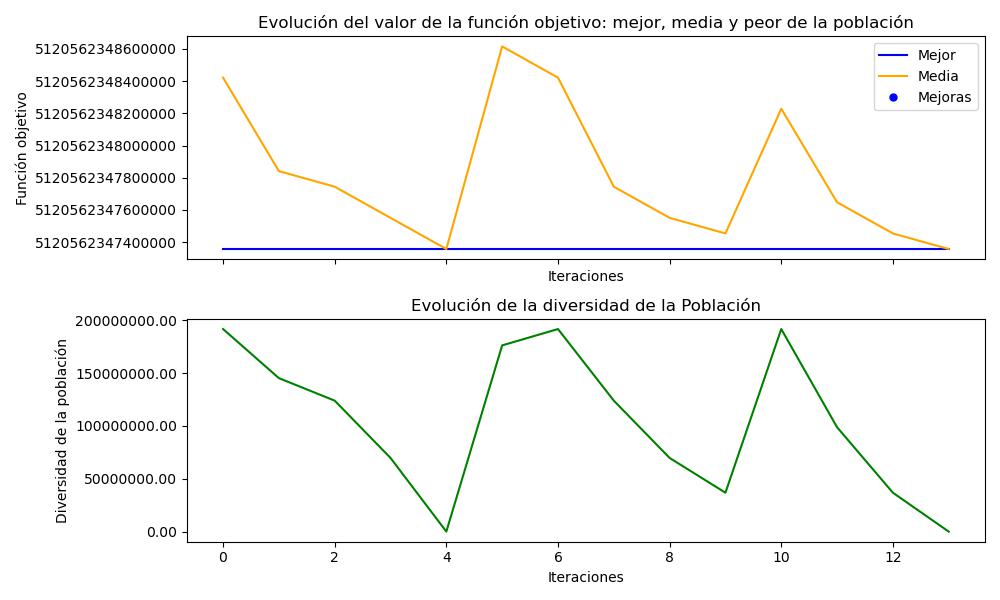 Evolución del valor de la función objetivo: mejor, media y peor de la población
5120562348600000
5120562348400000
5120562348200000
5120562348000000
5120562347800000
5120562347600000
5120562347400000
Función objetivo
Mejor
Media
Mejoras
Iteraciones
Evolución de la diversidad de la Población
200000000.00
150000000.00
100000000.00
50000000.00
0.00
Diversidad de la población
0 2 4 6 8 10 12
Iteraciones